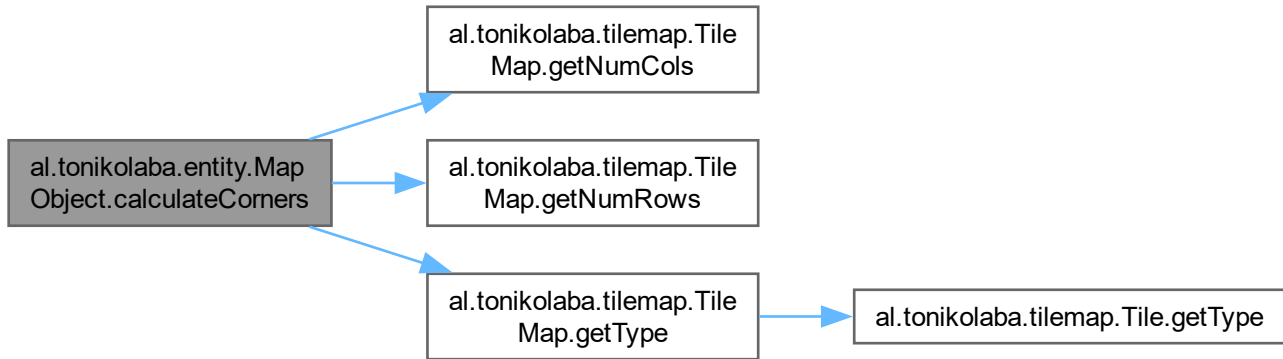 al.tonikolaba.tilemap.Tile
Map.getNumCols
al.tonikolaba.entity.Map
Object.calculateCorners
al.tonikolaba.tilemap.Tile
Map.getNumRows
al.tonikolaba.tilemap.Tile
Map.getType
al.tonikolaba.tilemap.Tile.getType